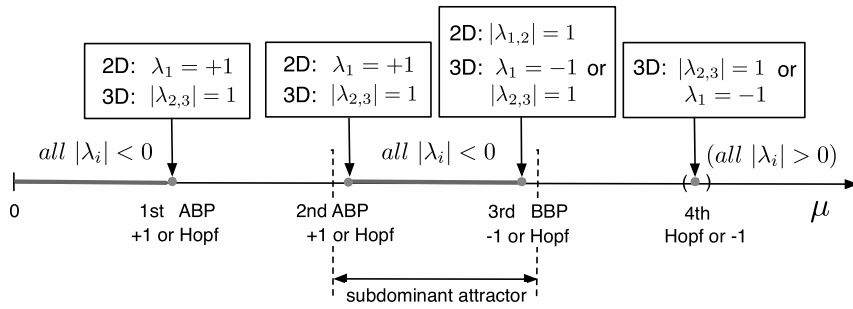 2D: λ₁ = +1
3D: |λ₂,₃| = 1
2D: λ₁ = +1
3D: |λ₂,₃| = 1
2D: |λ₁,₂| = 1
3D: λ₁ = −1 or
|λ₂,₃| = 1
3D: |λ₂,₃| = 1 or
λ₁ = −1
all |λᵢ| < 0
all |λᵢ| < 0
(all |λᵢ| > 0)
( )
0
1st ABP
+1 or Hopf
2nd ABP
+1 or Hopf
3rd BBP
-1 or Hopf
4th
Hopf or -1
μ
subdominant attractor